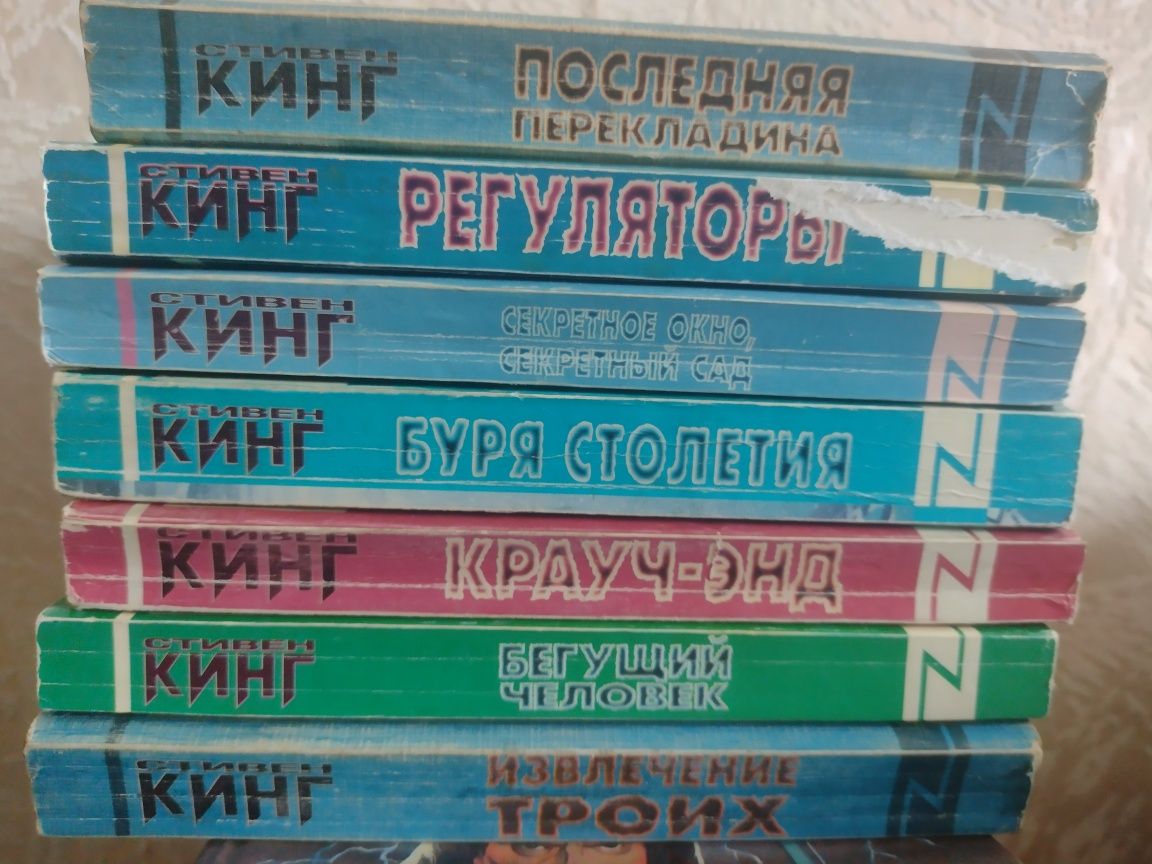 СТИВЕН
КИНГ
ПОСЛЕДНЯЯ
ПЕРЕКЛАДИНА
СТИВЕН
КИНГ
РЕГУЛЯТОРЫ
СТИВЕН
КИНГ
СЕКРЕТНОЕ ОКНО,
СЕКРЕТНЫЙ САД
СТИВЕН
КИНГ
БУРЯ СТОЛЕТИЯ
СТИВЕН
КИНГ
КРАУЧ-ЭНД
СТИВЕН
КИНГ
БЕГУЩИЙ
ЧЕЛОВЕК
СТИВЕН
КИНГ
ИЗВЛЕЧЕНИЕ
ТРОИХ